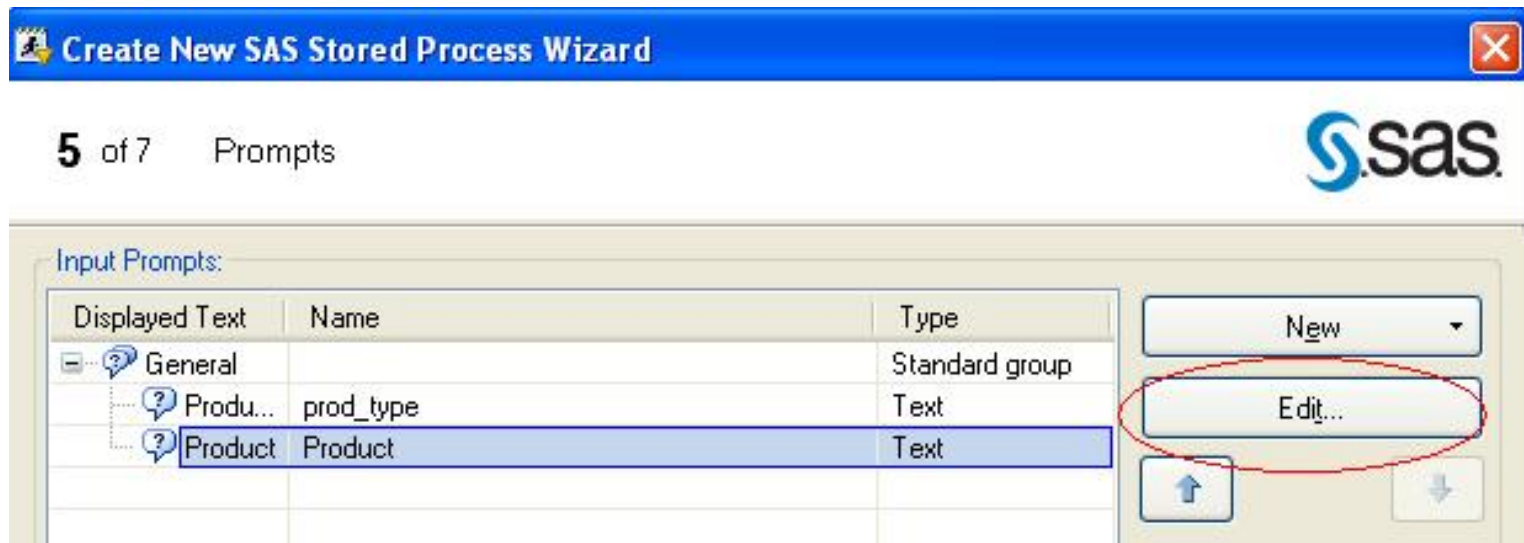 Create New SAS Stored Process Wizard
5 of 7 Prompts
sas
Input Prompts:
Displayed Text Name Type
New
General Standard group
Produ... prod_type Text
Edit...
Product Product Text